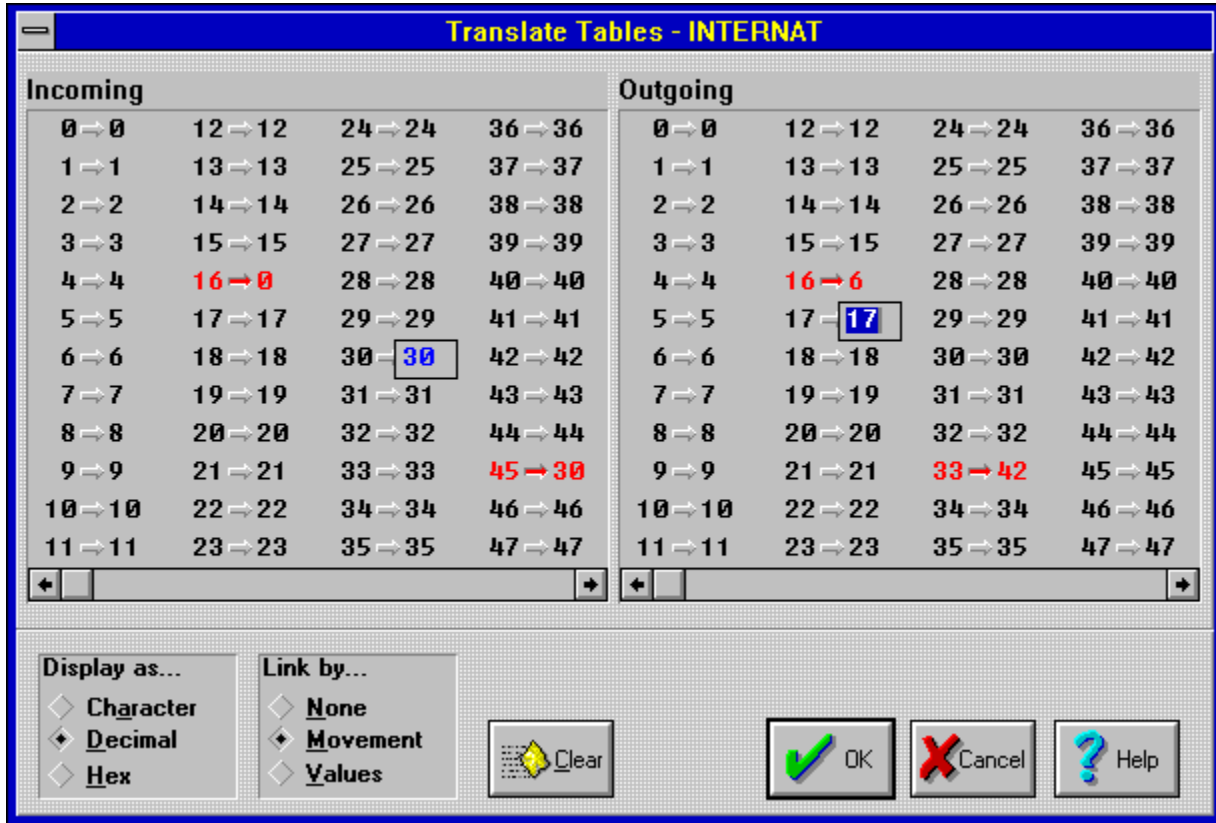 Translate Tables - INTERNAT
Incoming
0⇨0 12⇨12 24⇨24 36⇨36
1⇨1 13⇨13 25⇨25 37⇨37
2⇨2 14⇨14 26⇨26 38⇨38
3⇨3 15⇨15 27⇨27 39⇨39
4⇨4 16➡0 28⇨28 40⇨40
5⇨5 17⇨17 29⇨29 41⇨41
6⇨6 18⇨18 30⇨30 42⇨42
7⇨7 19⇨19 31⇨31 43⇨43
8⇨8 20⇨20 32⇨32 44⇨44
9⇨9 21⇨21 33⇨33 45➡30
10⇨10 22⇨22 34⇨34 46⇨46
11⇨11 23⇨23 35⇨35 47⇨47
Outgoing
0⇨0 12⇨12 24⇨24 36⇨36
1⇨1 13⇨13 25⇨25 37⇨37
2⇨2 14⇨14 26⇨26 38⇨38
3⇨3 15⇨15 27⇨27 39⇨39
4⇨4 16➡6 28⇨28 40⇨40
5⇨5 17⇨17 29⇨29 41⇨41
6⇨6 18⇨18 30⇨30 42⇨42
7⇨7 19⇨19 31⇨31 43⇨43
8⇨8 20⇨20 32⇨32 44⇨44
9⇨9 21⇨21 33➡42 45⇨45
10⇨10 22⇨22 34⇨34 46⇨46
11⇨11 23⇨23 35⇨35 47⇨47
Display as...
Character
Decimal
Hex
Link by...
None
Movement
Values
Clear
OK
Cancel
Help